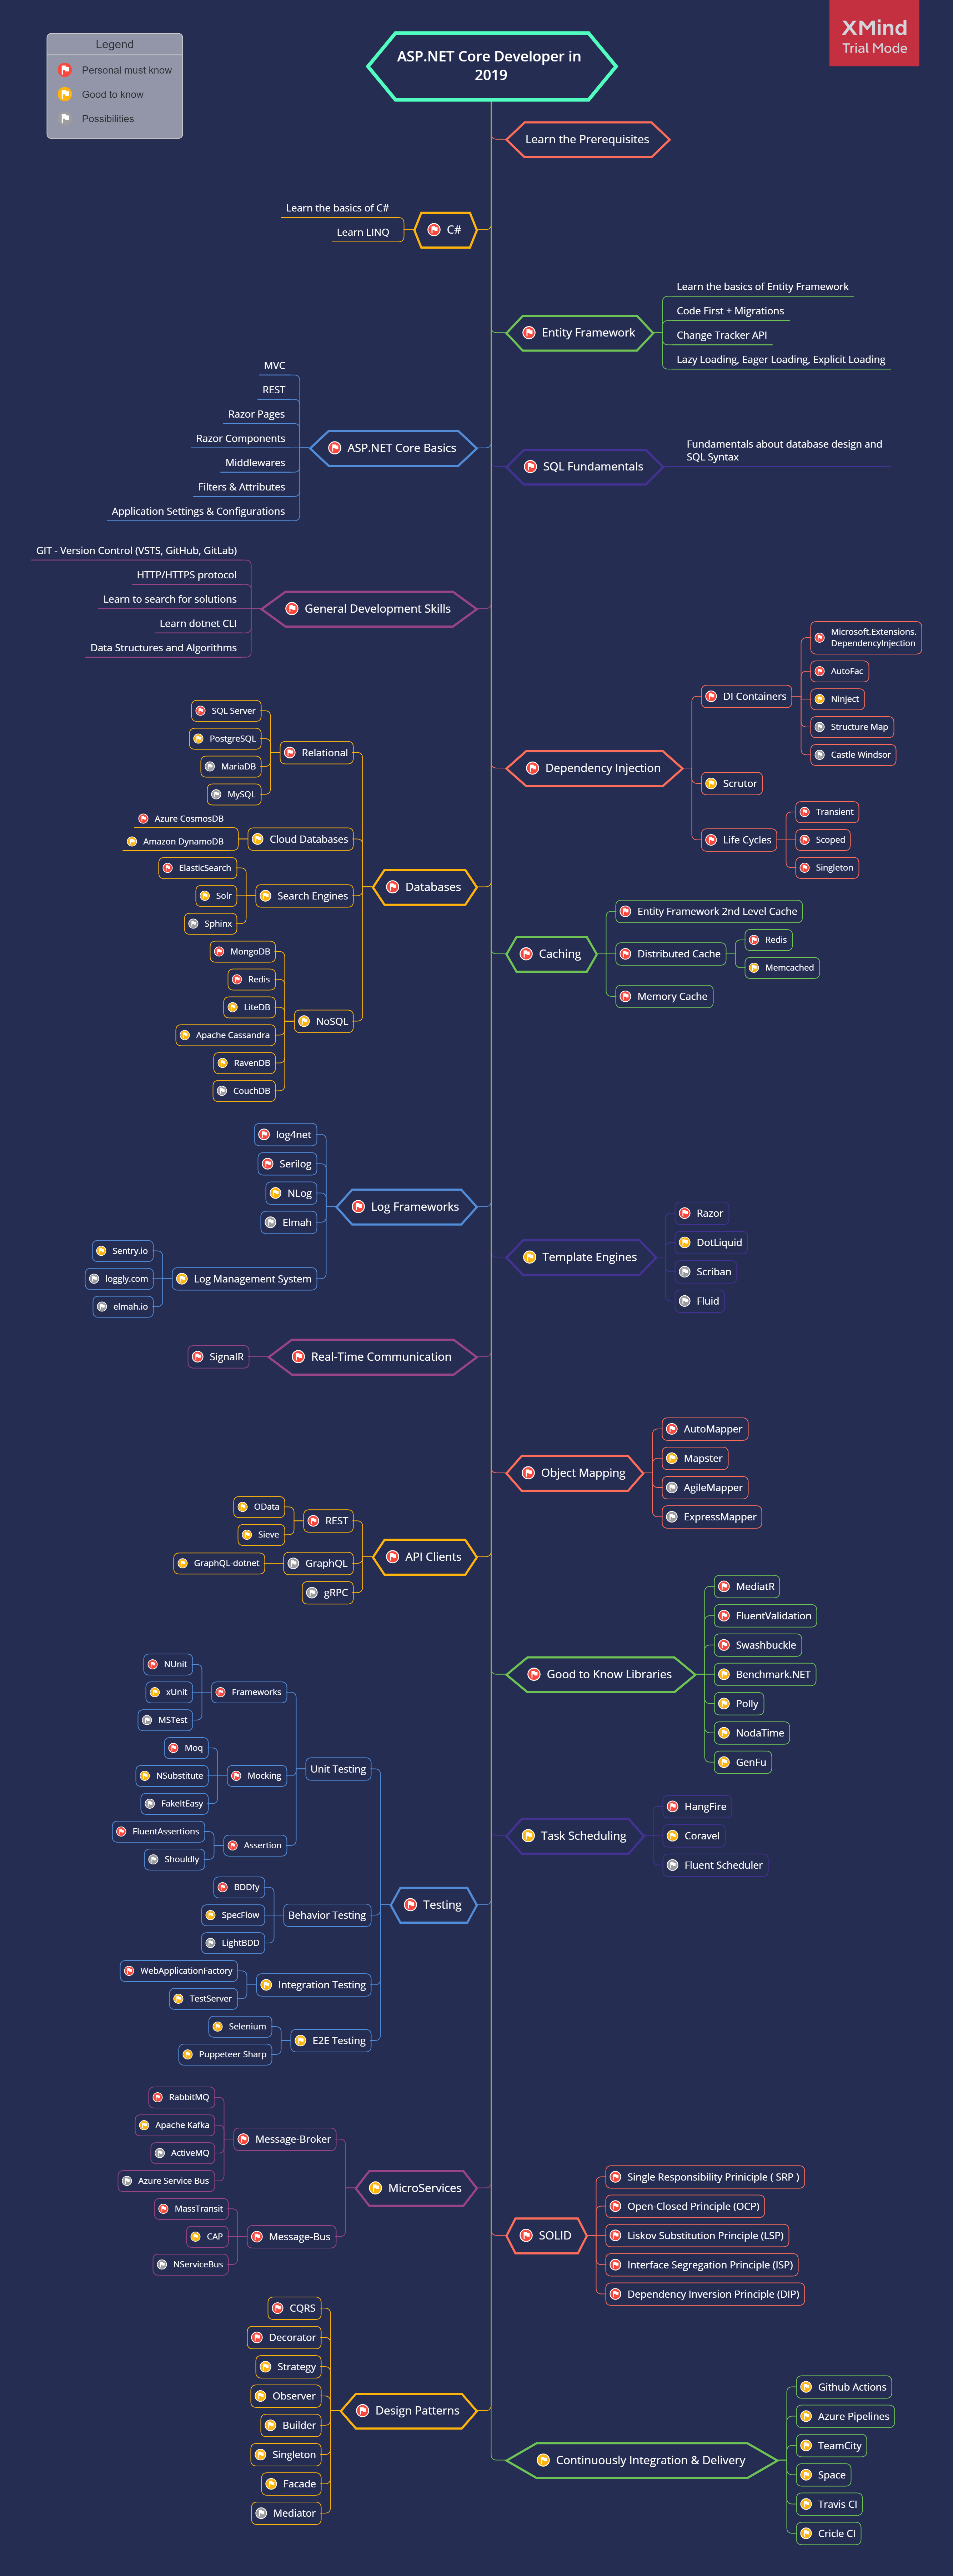 XMind
Trial Mode
Legend
Personal must know
Good to know
Possibilities
ASP.NET Core Developer in
2019
Learn the Prerequisites
Learn the basics of C#
Learn LINQ
C#
Entity Framework
Learn the basics of Entity Framework
Code First + Migrations
Change Tracker API
Lazy Loading, Eager Loading, Explicit Loading
MVC
REST
Razor Pages
Razor Components
Middlewares
Filters & Attributes
Application Settings & Configurations
ASP.NET Core Basics
SQL Fundamentals
Fundamentals about database design and
SQL Syntax
GIT - Version Control (VSTS, GitHub, GitLab)
HTTP/HTTPS protocol
Learn to search for solutions
Learn dotnet CLI
Data Structures and Algorithms
General Development Skills
Dependency Injection
DI Containers
Microsoft.Extensions.
DependencyInjection
AutoFac
Ninject
Structure Map
Castle Windsor
Scrutor
Life Cycles
Transient
Scoped
Singleton
SQL Server
PostgreSQL
MariaDB
MySQL
Relational
Azure CosmosDB
Amazon DynamoDB
Cloud Databases
ElasticSearch
Solr
Sphinx
Search Engines
MongoDB
Redis
LiteDB
Apache Cassandra
RavenDB
CouchDB
NoSQL
Databases
Caching
Entity Framework 2nd Level Cache
Distributed Cache
Redis
Memcached
Memory Cache
log4net
Serilog
NLog
Elmah
Sentry.io
loggly.com
elmah.io
Log Management System
Log Frameworks
Template Engines
Razor
DotLiquid
Scriban
Fluid
SignalR
Real-Time Communication
Object Mapping
AutoMapper
Mapster
AgileMapper
ExpressMapper
OData
Sieve
REST
GraphQL-dotnet
GraphQL
gRPC
API Clients
Good to Know Libraries
MediatR
FluentValidation
Swashbuckle
Benchmark.NET
Polly
NodaTime
GenFu
NUnit
xUnit
MSTest
Frameworks
Moq
NSubstitute
FakeItEasy
Mocking
FluentAssertions
Shouldly
Assertion
Unit Testing
BDDfy
SpecFlow
LightBDD
Behavior Testing
WebApplicationFactory
TestServer
Integration Testing
Selenium
Puppeteer Sharp
E2E Testing
Testing
Task Scheduling
HangFire
Coravel
Fluent Scheduler
RabbitMQ
Apache Kafka
ActiveMQ
Azure Service Bus
Message-Broker
MassTransit
CAP
NServiceBus
Message-Bus
MicroServices
SOLID
Single Responsibility Priniciple ( SRP )
Open-Closed Principle (OCP)
Liskov Substitution Principle (LSP)
Interface Segregation Principle (ISP)
Dependency Inversion Principle (DIP)
CQRS
Decorator
Strategy
Observer
Builder
Singleton
Facade
Mediator
Design Patterns
Continuously Integration & Delivery
Github Actions
Azure Pipelines
TeamCity
Space
Travis CI
Cricle CI